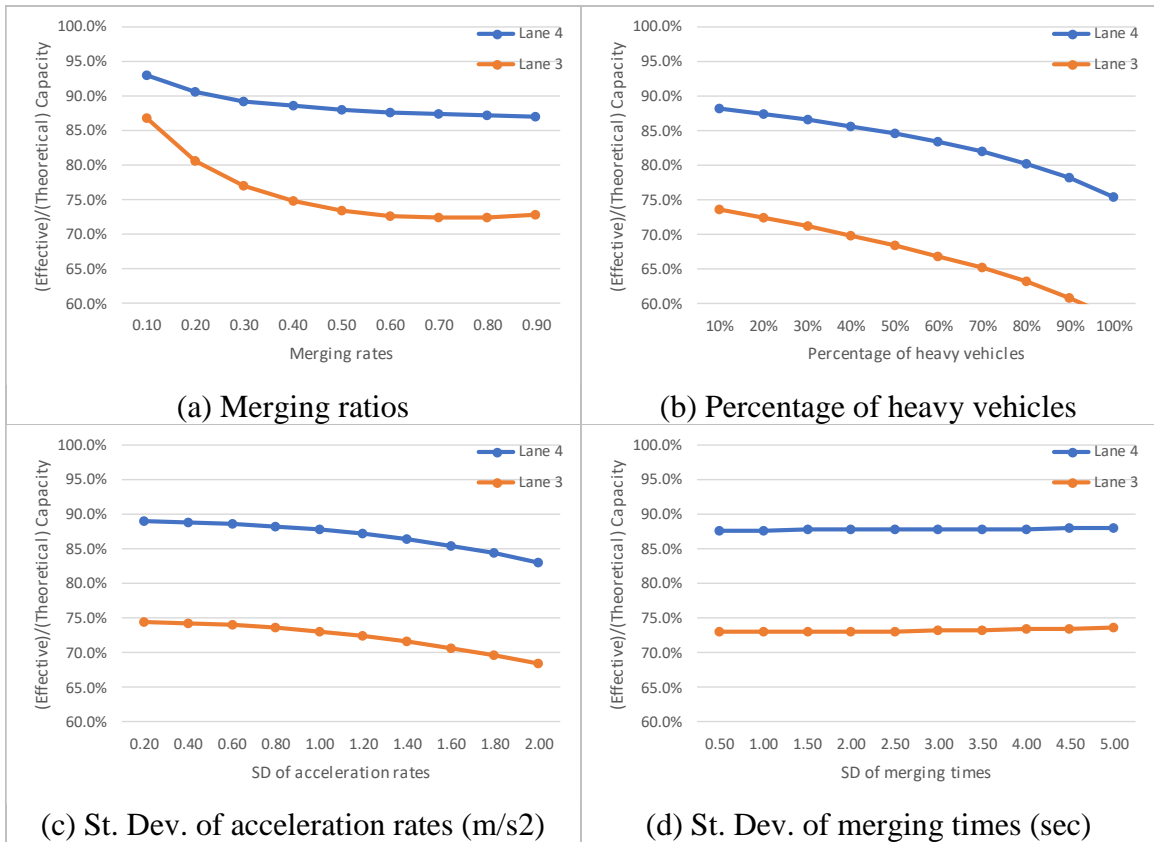 100.0%
95.0%
90.0%
85.0%
80.0%
75.0%
70.0%
65.0%
60.0%
(Effective)/(Theoretical) Capacity
Lane 4
Lane 3
0.10 0.20 0.30 0.40 0.50 0.60 0.70 0.80 0.90
Merging rates
(a) Merging ratios
100.0%
95.0%
90.0%
85.0%
80.0%
75.0%
70.0%
65.0%
60.0%
(Effective)/(Theoretical) Capacity
Lane 4
Lane 3
10% 20% 30% 40% 50% 60% 70% 80% 90% 100%
Percentage of heavy vehicles
(b) Percentage of heavy vehicles
100.0%
95.0%
90.0%
85.0%
80.0%
75.0%
70.0%
65.0%
60.0%
(Effective)/(Theoretical) Capacity
Lane 4
Lane 3
0.20 0.40 0.60 0.80 1.00 1.20 1.40 1.60 1.80 2.00
SD of acceleration rates
(c) St. Dev. of acceleration rates (m/s2)
100.0%
95.0%
90.0%
85.0%
80.0%
75.0%
70.0%
65.0%
60.0%
(Effective)/(Theoretical) Capacity
Lane 4
Lane 3
0.50 1.00 1.50 2.00 2.50 3.00 3.50 4.00 4.50 5.00
SD of merging times
(d) St. Dev. of merging times (sec)